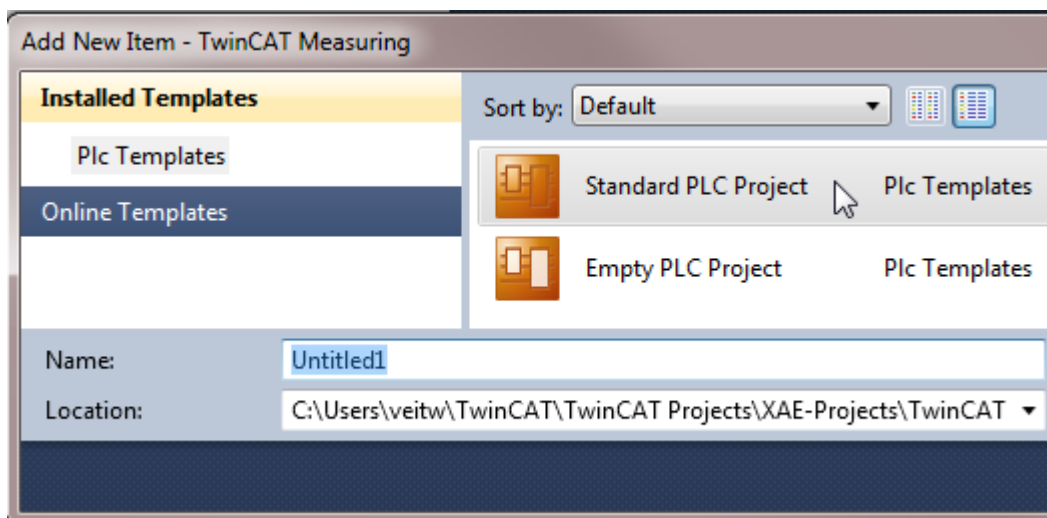 Add New Item - TwinCAT Measuring
Installed Templates
Plc Templates
Online Templates
Sort by: Default
Standard PLC Project Plc Templates
Empty PLC Project Plc Templates
Name: Untitled1
Location: C:\Users\veitw\TwinCAT\TwinCAT Projects\XAE-Projects\TwinCAT